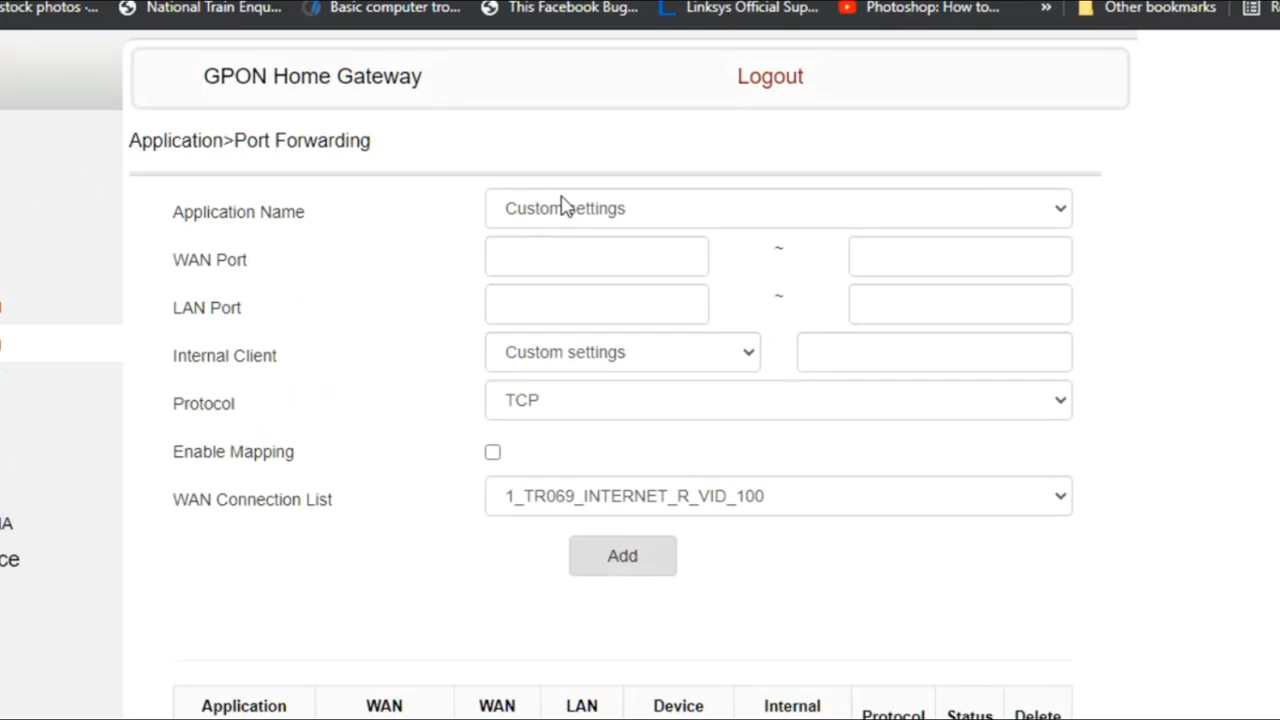 stock photos -... National Train Enqu... Basic computer tro... This Facebook Bug... Linksys Official Sup... Photoshop: How to... » Other bookmarks
GPON Home Gateway Logout
Application>Port Forwarding
Application Name Custom settings
WAN Port ~
LAN Port ~
Internal Client Custom settings
Protocol TCP
Enable Mapping
WAN Connection List 1_TR069_INTERNET_R_VID_100
Add
Application WAN WAN LAN Device Internal Protocol Status Delete